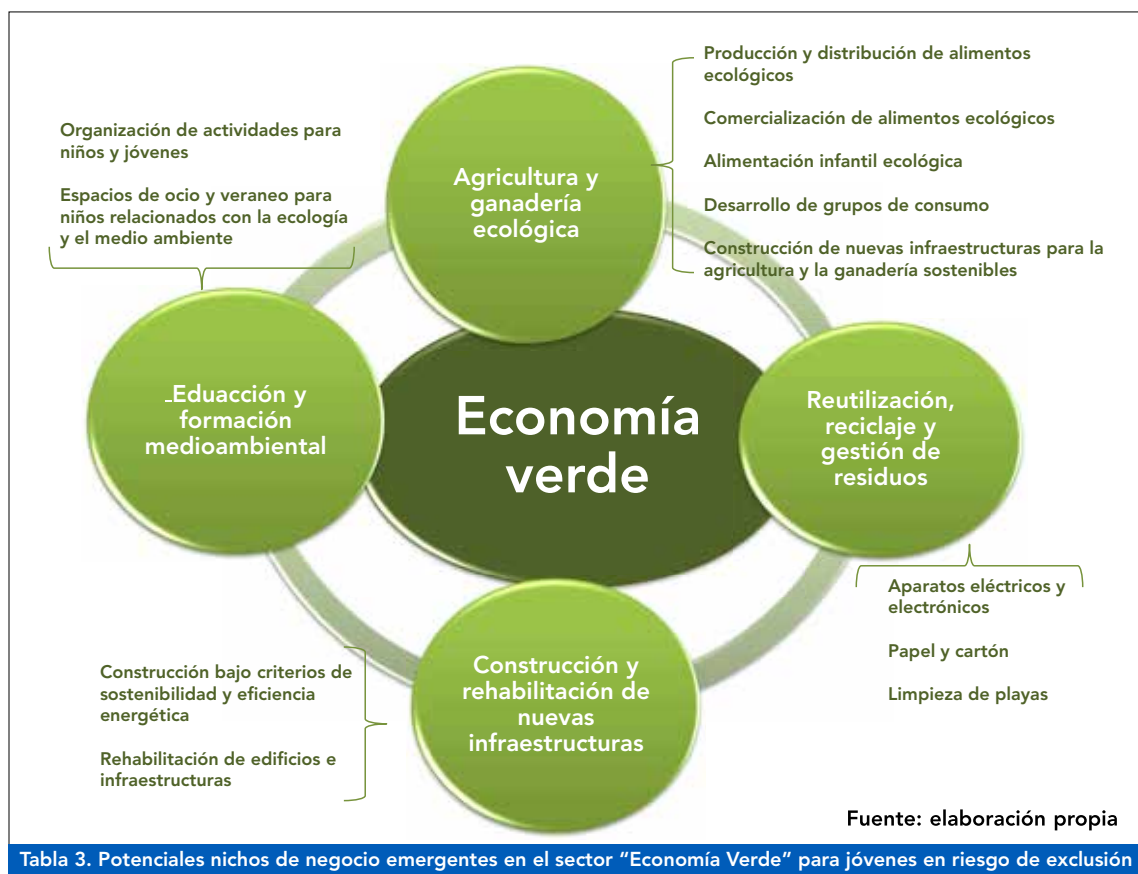 Producción y distribución de alimentos
ecológicos
Comercialización de alimentos ecológicos
Alimentación infantil ecológica
Desarrollo de grupos de consumo
Construcción de nuevas infraestructuras para la
agricultura y la ganadería sostenibles
Agricultura y
ganadería
ecológica
Organización de actividades para
niños y jóvenes
Espacios de ocio y veraneo para
niños relacionados con la ecología
y el medio ambiente
Eduacción y
formación
medioambiental
Economía
verde
Reutilización,
reciclaje y
gestión de
residuos
Aparatos eléctricos y
electrónicos
Papel y cartón
Limpieza de playas
Construcción y
rehabilitación de
nuevas
infraestructuras
Construcción bajo criterios de
sostenibilidad y eficiencia
energética
Rehabilitación de edificios e
infraestructuras
Fuente: elaboración propia
Tabla 3. Potenciales nichos de negocio emergentes en el sector “Economía Verde” para jóvenes en riesgo de exclusión